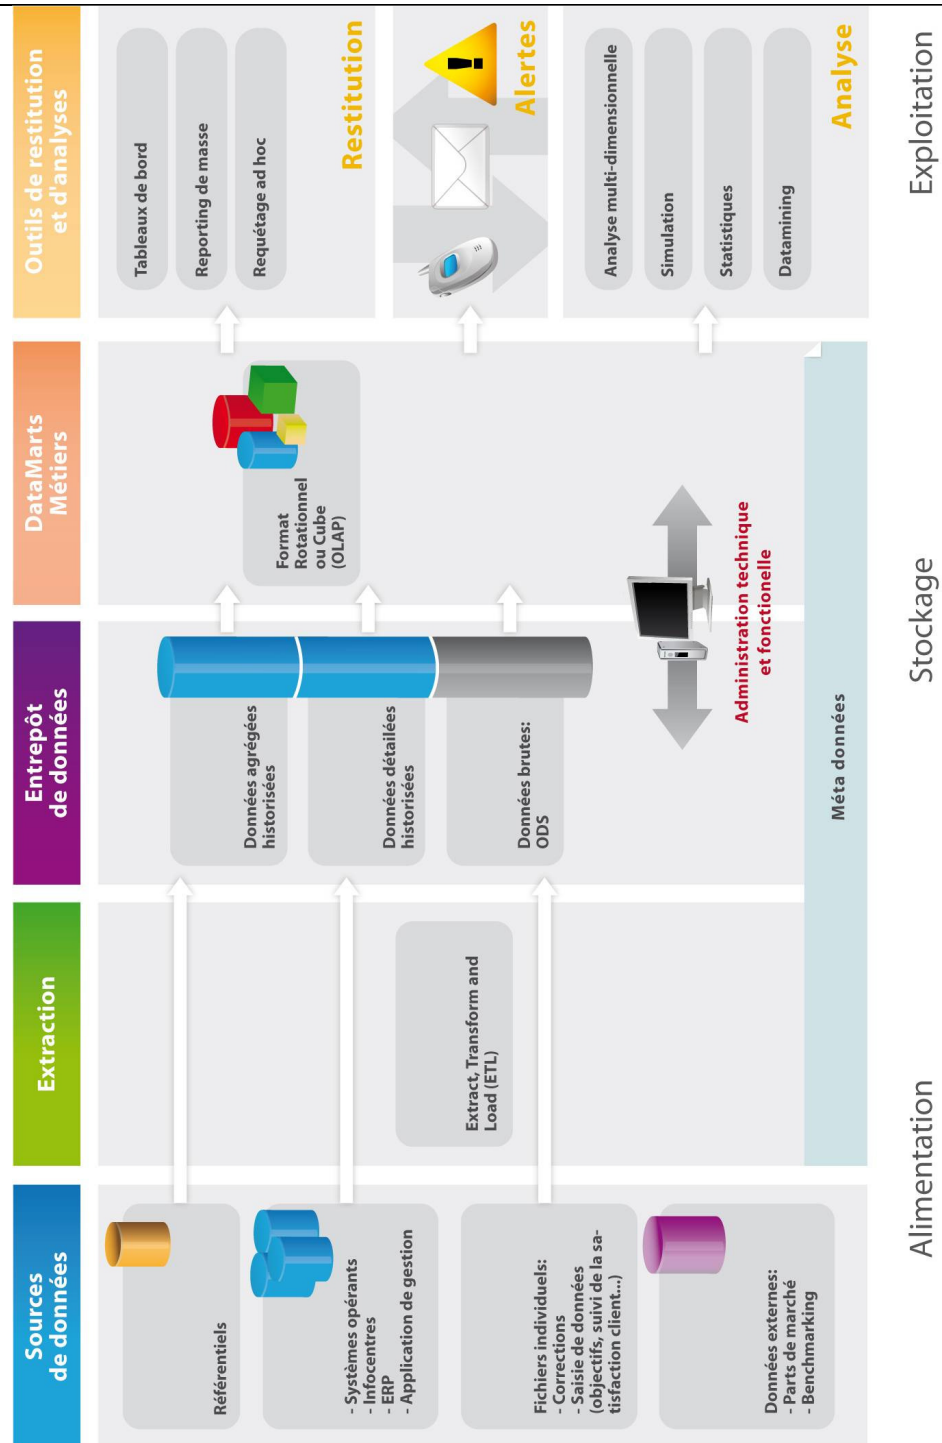 Sources
de données
Extraction
Entrepôt
de données
DataMarts
Métiers
Outils de restitution
et d'analyses
Référentiels
- Systèmes opérants
- Infocentres
- ERP
- Application de gestion
Fichiers individuels:
- Corrections
- Saisie de données
(objectifs, suivi de la sa-
tisfaction client...)
Données externes:
- Parts de marché
- Benchmarking
Extract, Transform and
Load (ETL)
Données agrégées
historisées
Données détailées
historisées
Données brutes:
ODS
Format
Rotationnel
ou Cube
(OLAP)
Administration technique
et fonctionelle
Méta données
Tableaux de bord
Reporting de masse
Requétage ad hoc
Restitution
Alertes
Analyse multi-dimensionnelle
Simulation
Statistiques
Datamining
Analyse
Alimentation
Stockage
Exploitation